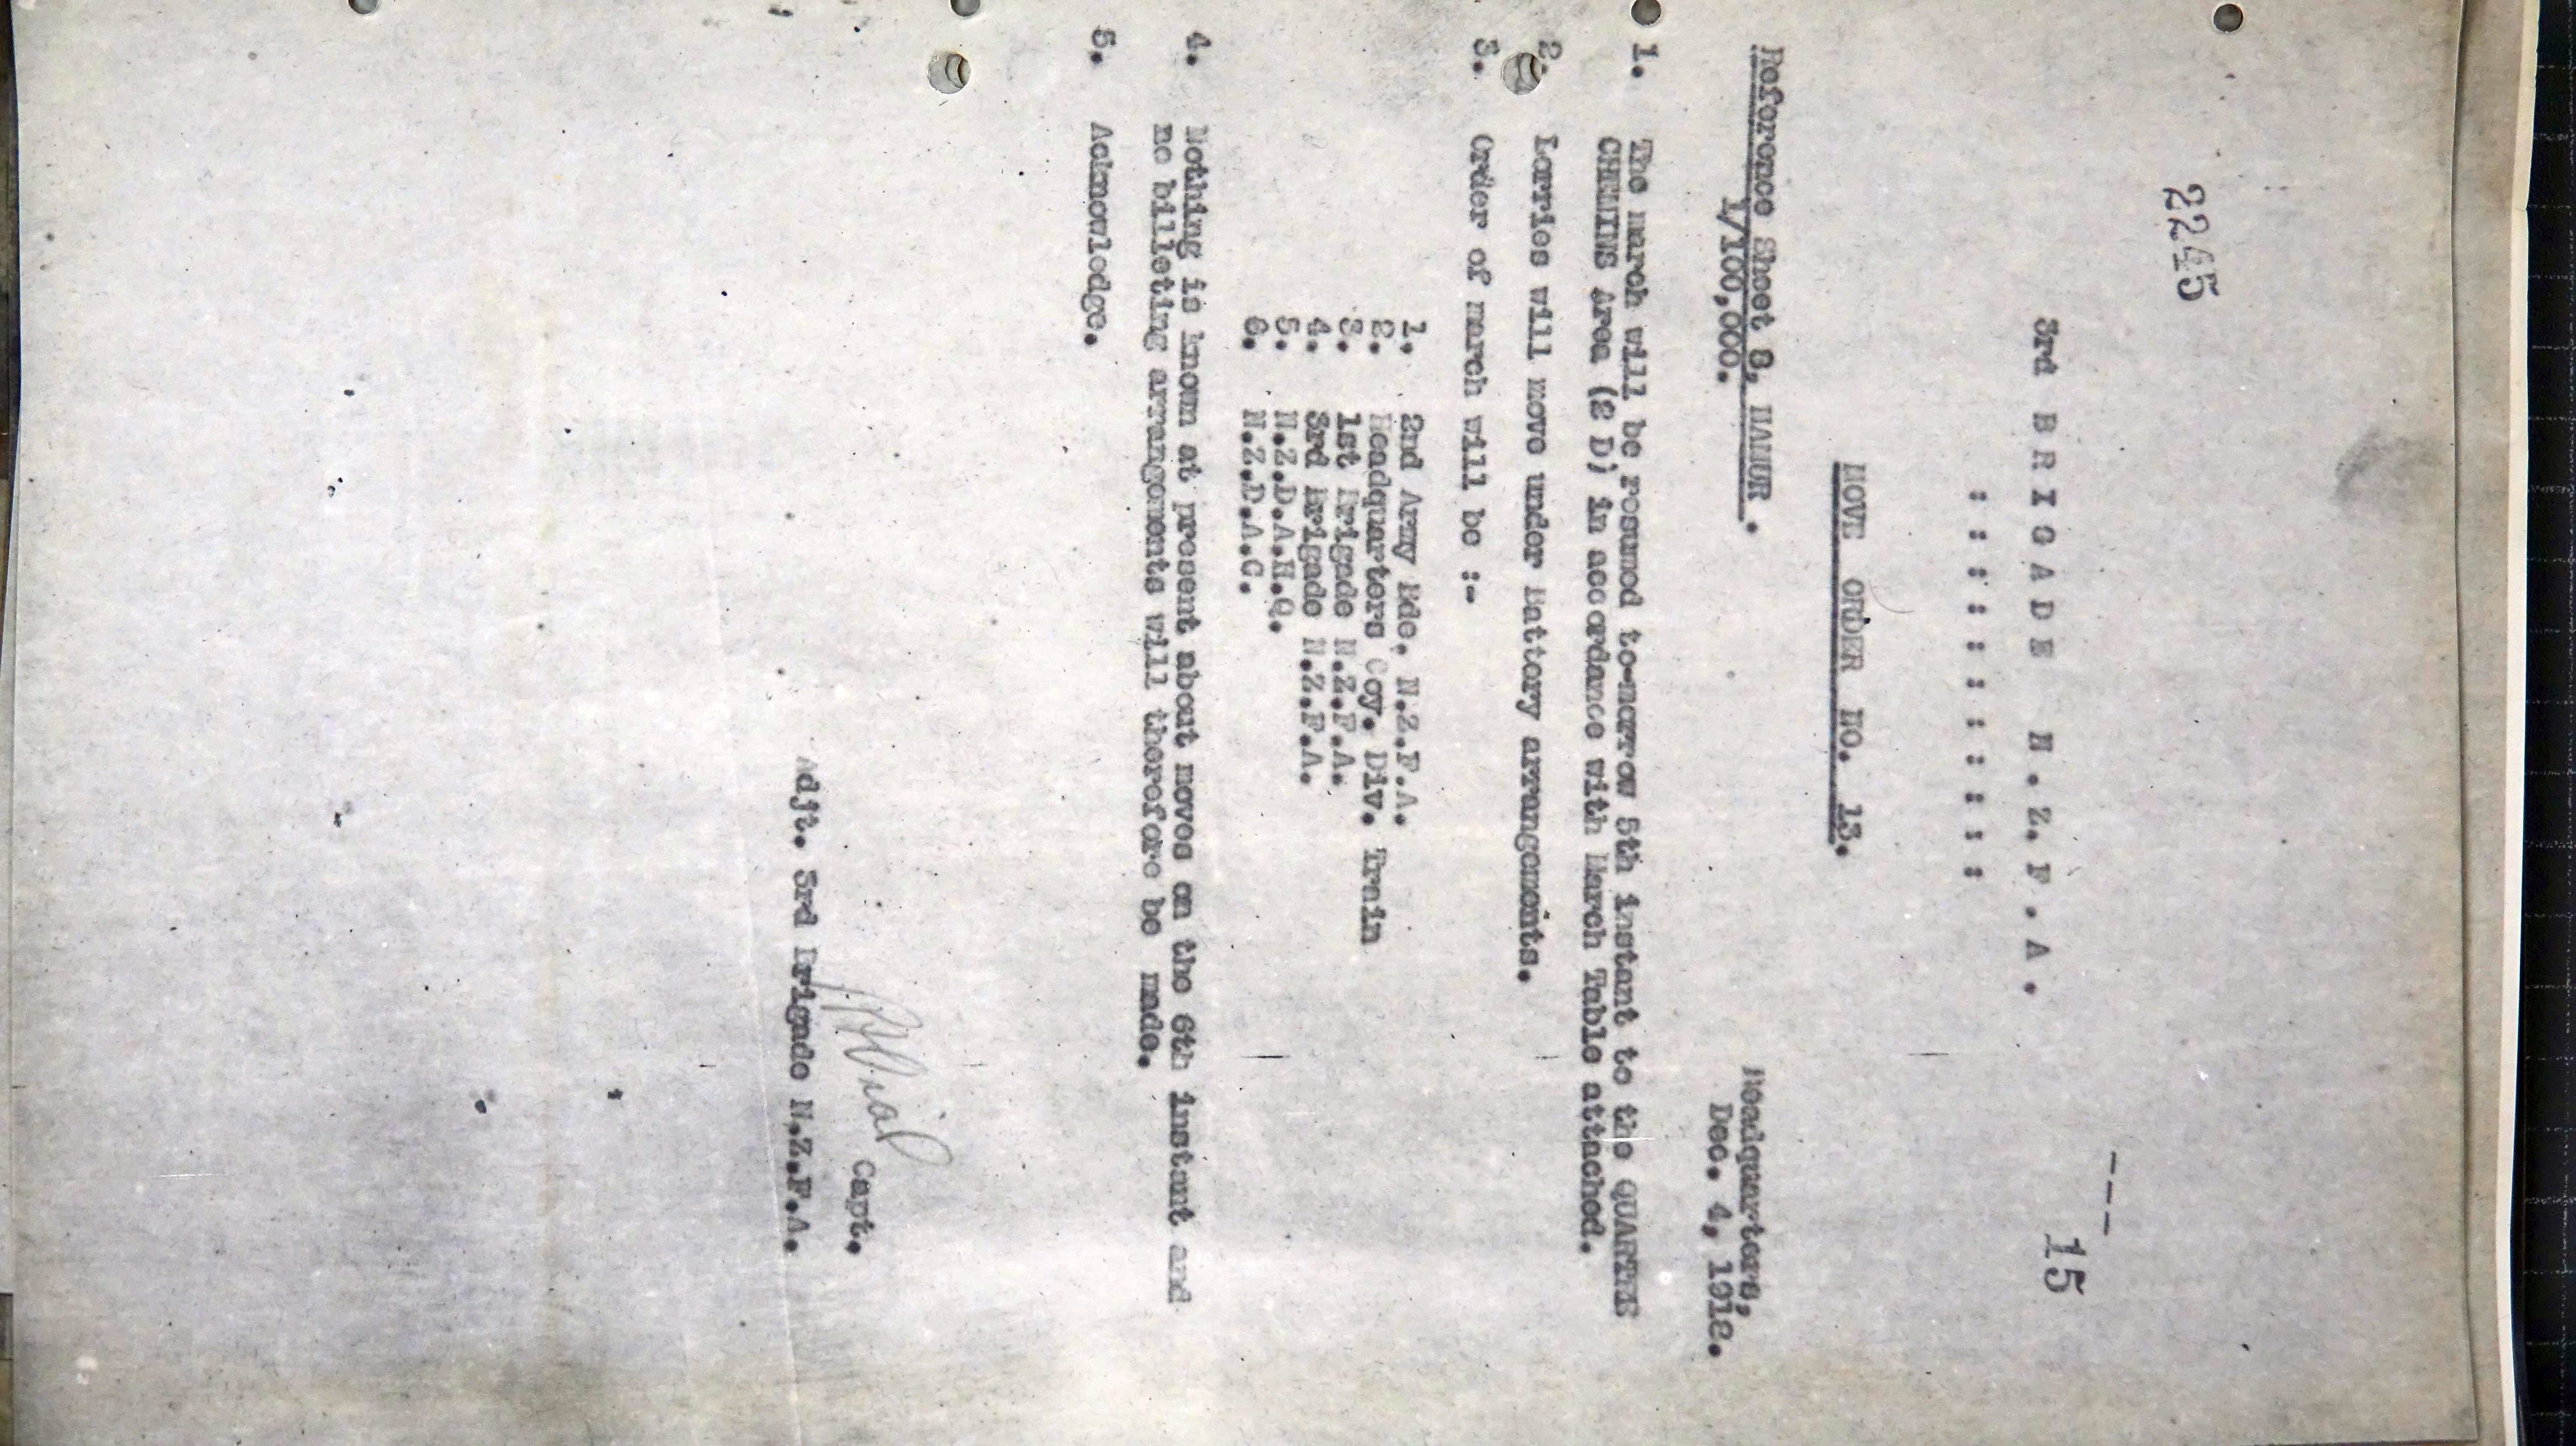 2245
15
3rd B R I G A D E N . Z. F . A .
: : : : : : : : : : :
MOVE ORDER NO. 13.
Reference Sheet 8, NAMUR .
1/100,000.
Headquarters,
Dec. 4, 1918.
1. The march will be resumed to-morrow 5th instant to the QUARTRE
CHEMINS Area (2 D) in accordance with March Table attached.
2. Lorries will move under Battery arrangements.
3. Order of march will be :-
1. 2nd Army Bde. N.Z.F.A.
2. Headquarters Coy. Div. Train
3. 1st Brigade N.Z.F.A.
4. 3rd Brigade N.Z.F.A.
5. N.Z.D.A.H.Q.
6. N.Z.D.A.C.
4. Nothing is known at present about moves on the 6th instant and
no billeting arrangements will therefore be made.
5. Acknowledge.
Capt.
Adjt. 3rd Brigade N.Z.F.A.